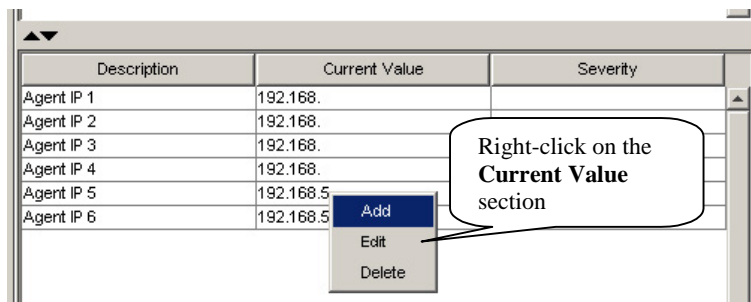 Description Current Value Severity
Agent IP 1 192.168.
Agent IP 2 192.168.
Agent IP 3 192.168.
Agent IP 4 192.168.
Agent IP 5 192.168.5
Agent IP 6 192.168.5
Add
Edit
Delete
Right-click on the
Current Value
section